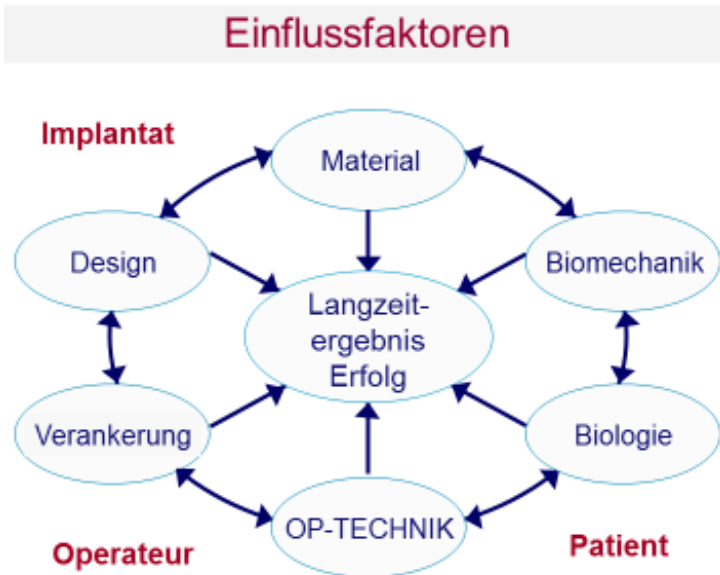 Einflussfaktoren
Implantat
Material
Design
Biomechanik
Langzeit-
ergebnis
Erfolg
Verankerung
Biologie
OP-TECHNIK
Operateur
Patient